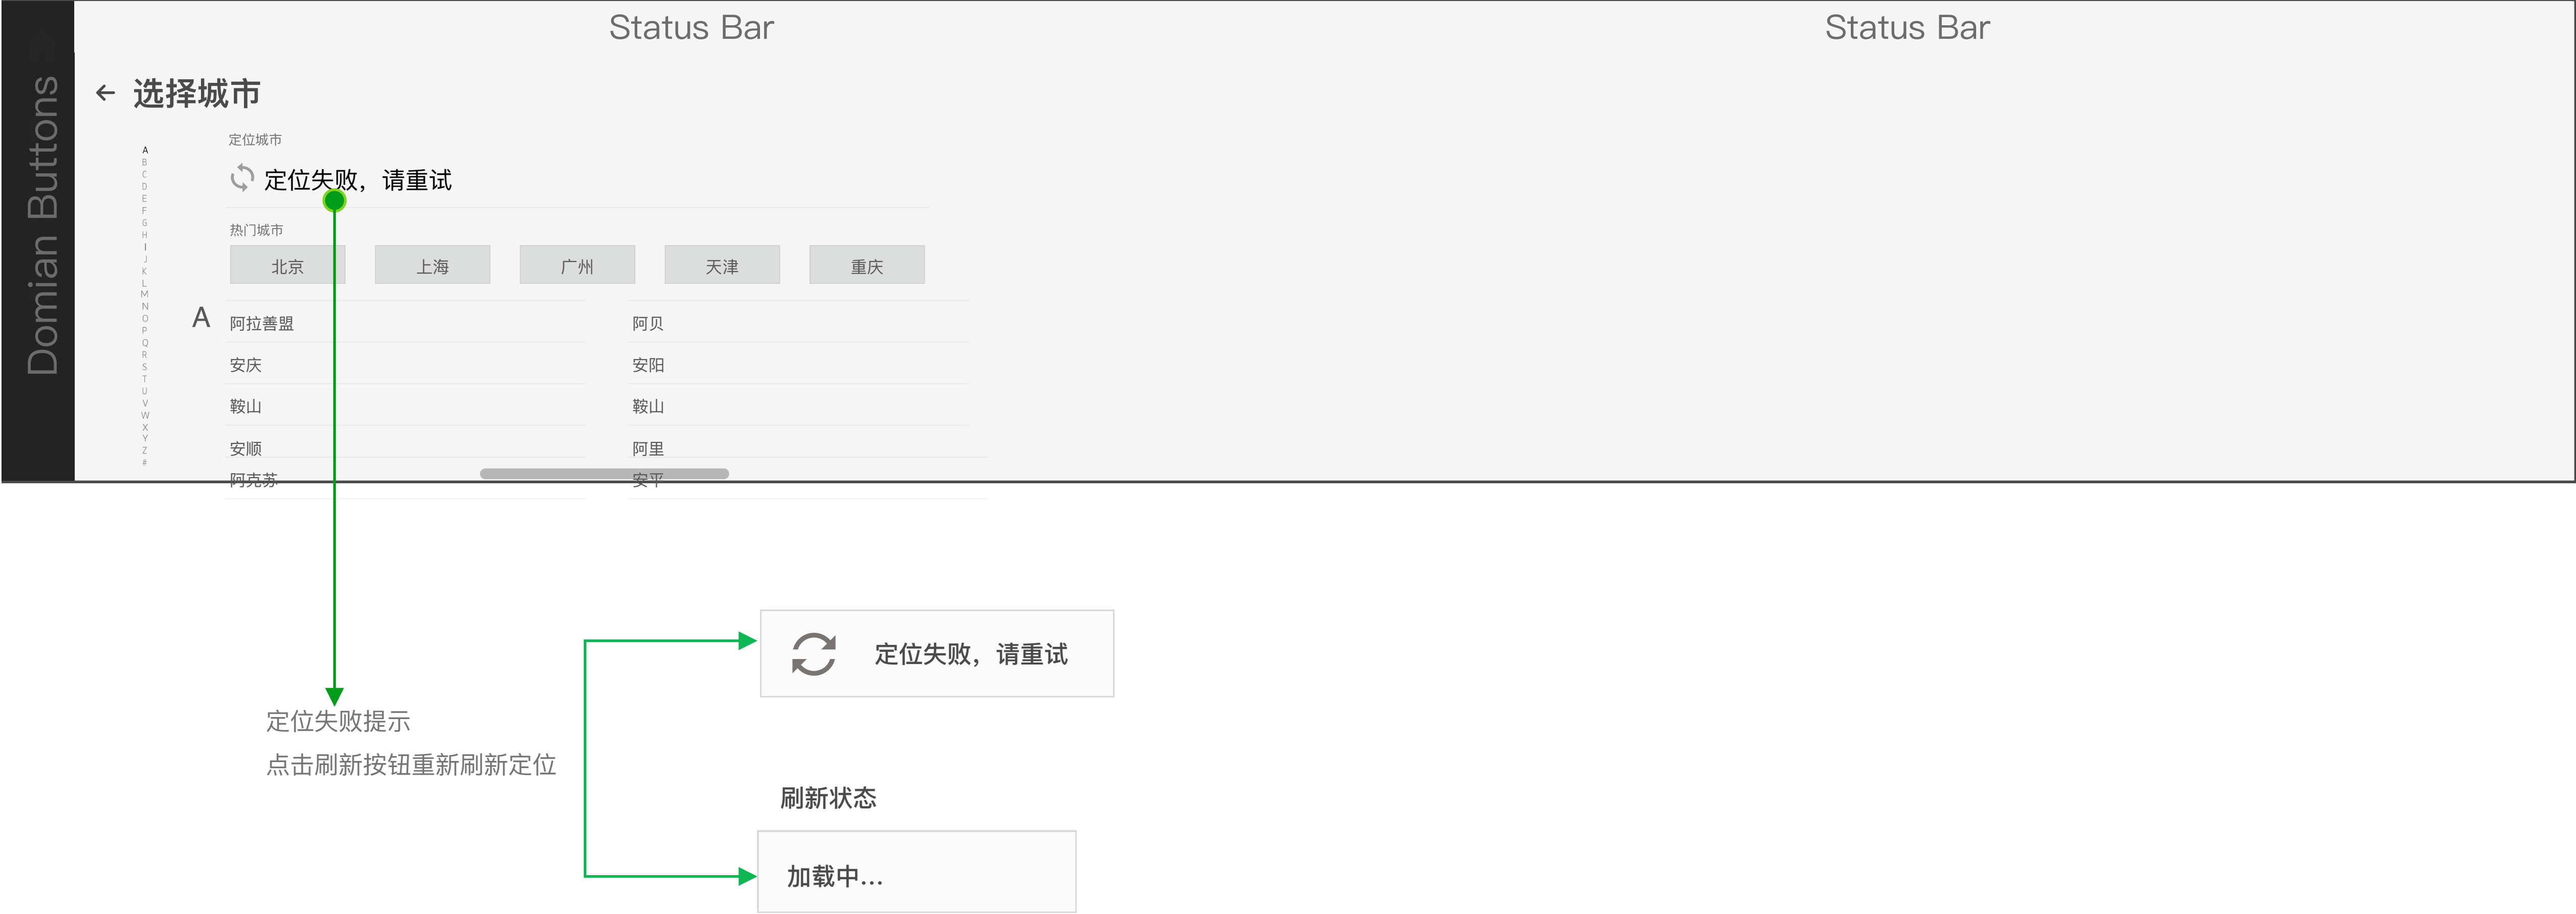 Status Bar
Status Bar
Domian Buttons
选择城市
定位城市
定位失败，请重试
热门城市
北京
上海
广州
天津
重庆
A
B
C
D
E
F
G
H
I
J
K
L
M
N
O
P
Q
R
S
T
U
V
W
X
Y
Z
#
A
阿拉善盟
阿贝
安庆
安阳
鞍山
鞍山
安顺
阿里
阿克苏
安平
定位失败，请重试
定位失败提示
点击刷新按钮重新刷新定位
刷新状态
加载中...